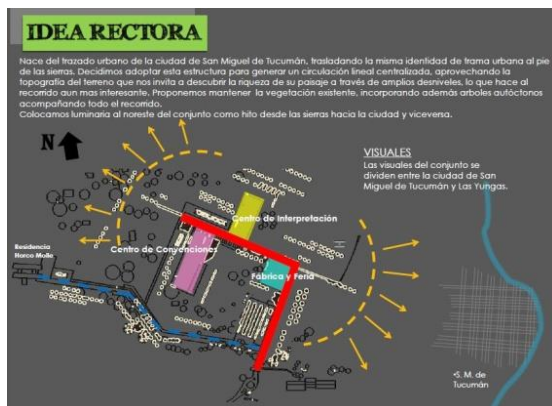 IDEA RECTORA
Nace del trazado urbano de la ciudad de San Miguel de Tucumán, trasladando la misma identidad de trama urbana al pie
de las sierras. Decidimos adoptar esta estructura para generar un circulación lineal centralizada, aprovechando la
topografía del terreno que nos invita a descubrir la riqueza de su paisaje a través de amplios desniveles, lo que hace al
recorrido aun mas interesante. Proponemos mantener la vegetación existente, incorporando además arboles autóctonos
acompañando todo el recorrido.
Colocamos luminaria al noreste del conjunto como hito desde las sierras hacia la ciudad y viceversa.
N
VISUALES
Las visuales del conjunto se
dividen entre la ciudad de San
Miguel de Tucumán y Las Yungas.
Centro de Interpretación
Centro de Convenciones
Residencia
Horco Molle
Fábrica y Feria
•S. M. de
Tucumán